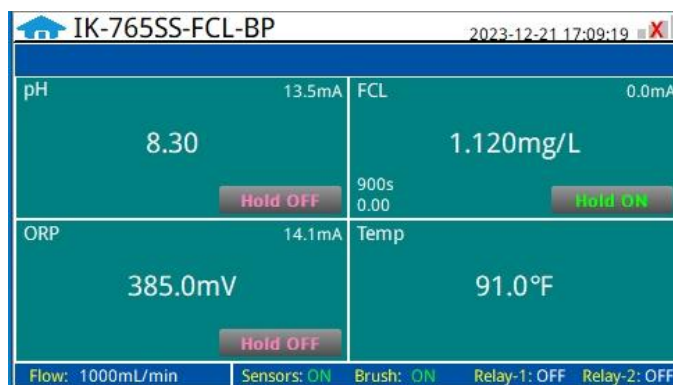 IK-765SS-FCL-BP
2023-12-21 17:09:19
pH 13.5mA
8.30
Hold OFF
FCL 0.0mA
1.120mg/L
900s
0.00
Hold ON
ORP 14.1mA
385.0mV
Hold OFF
Temp
91.0°F
Flow: 1000mL/min Sensors: ON Brush: ON Relay-1: OFF Relay-2: OFF